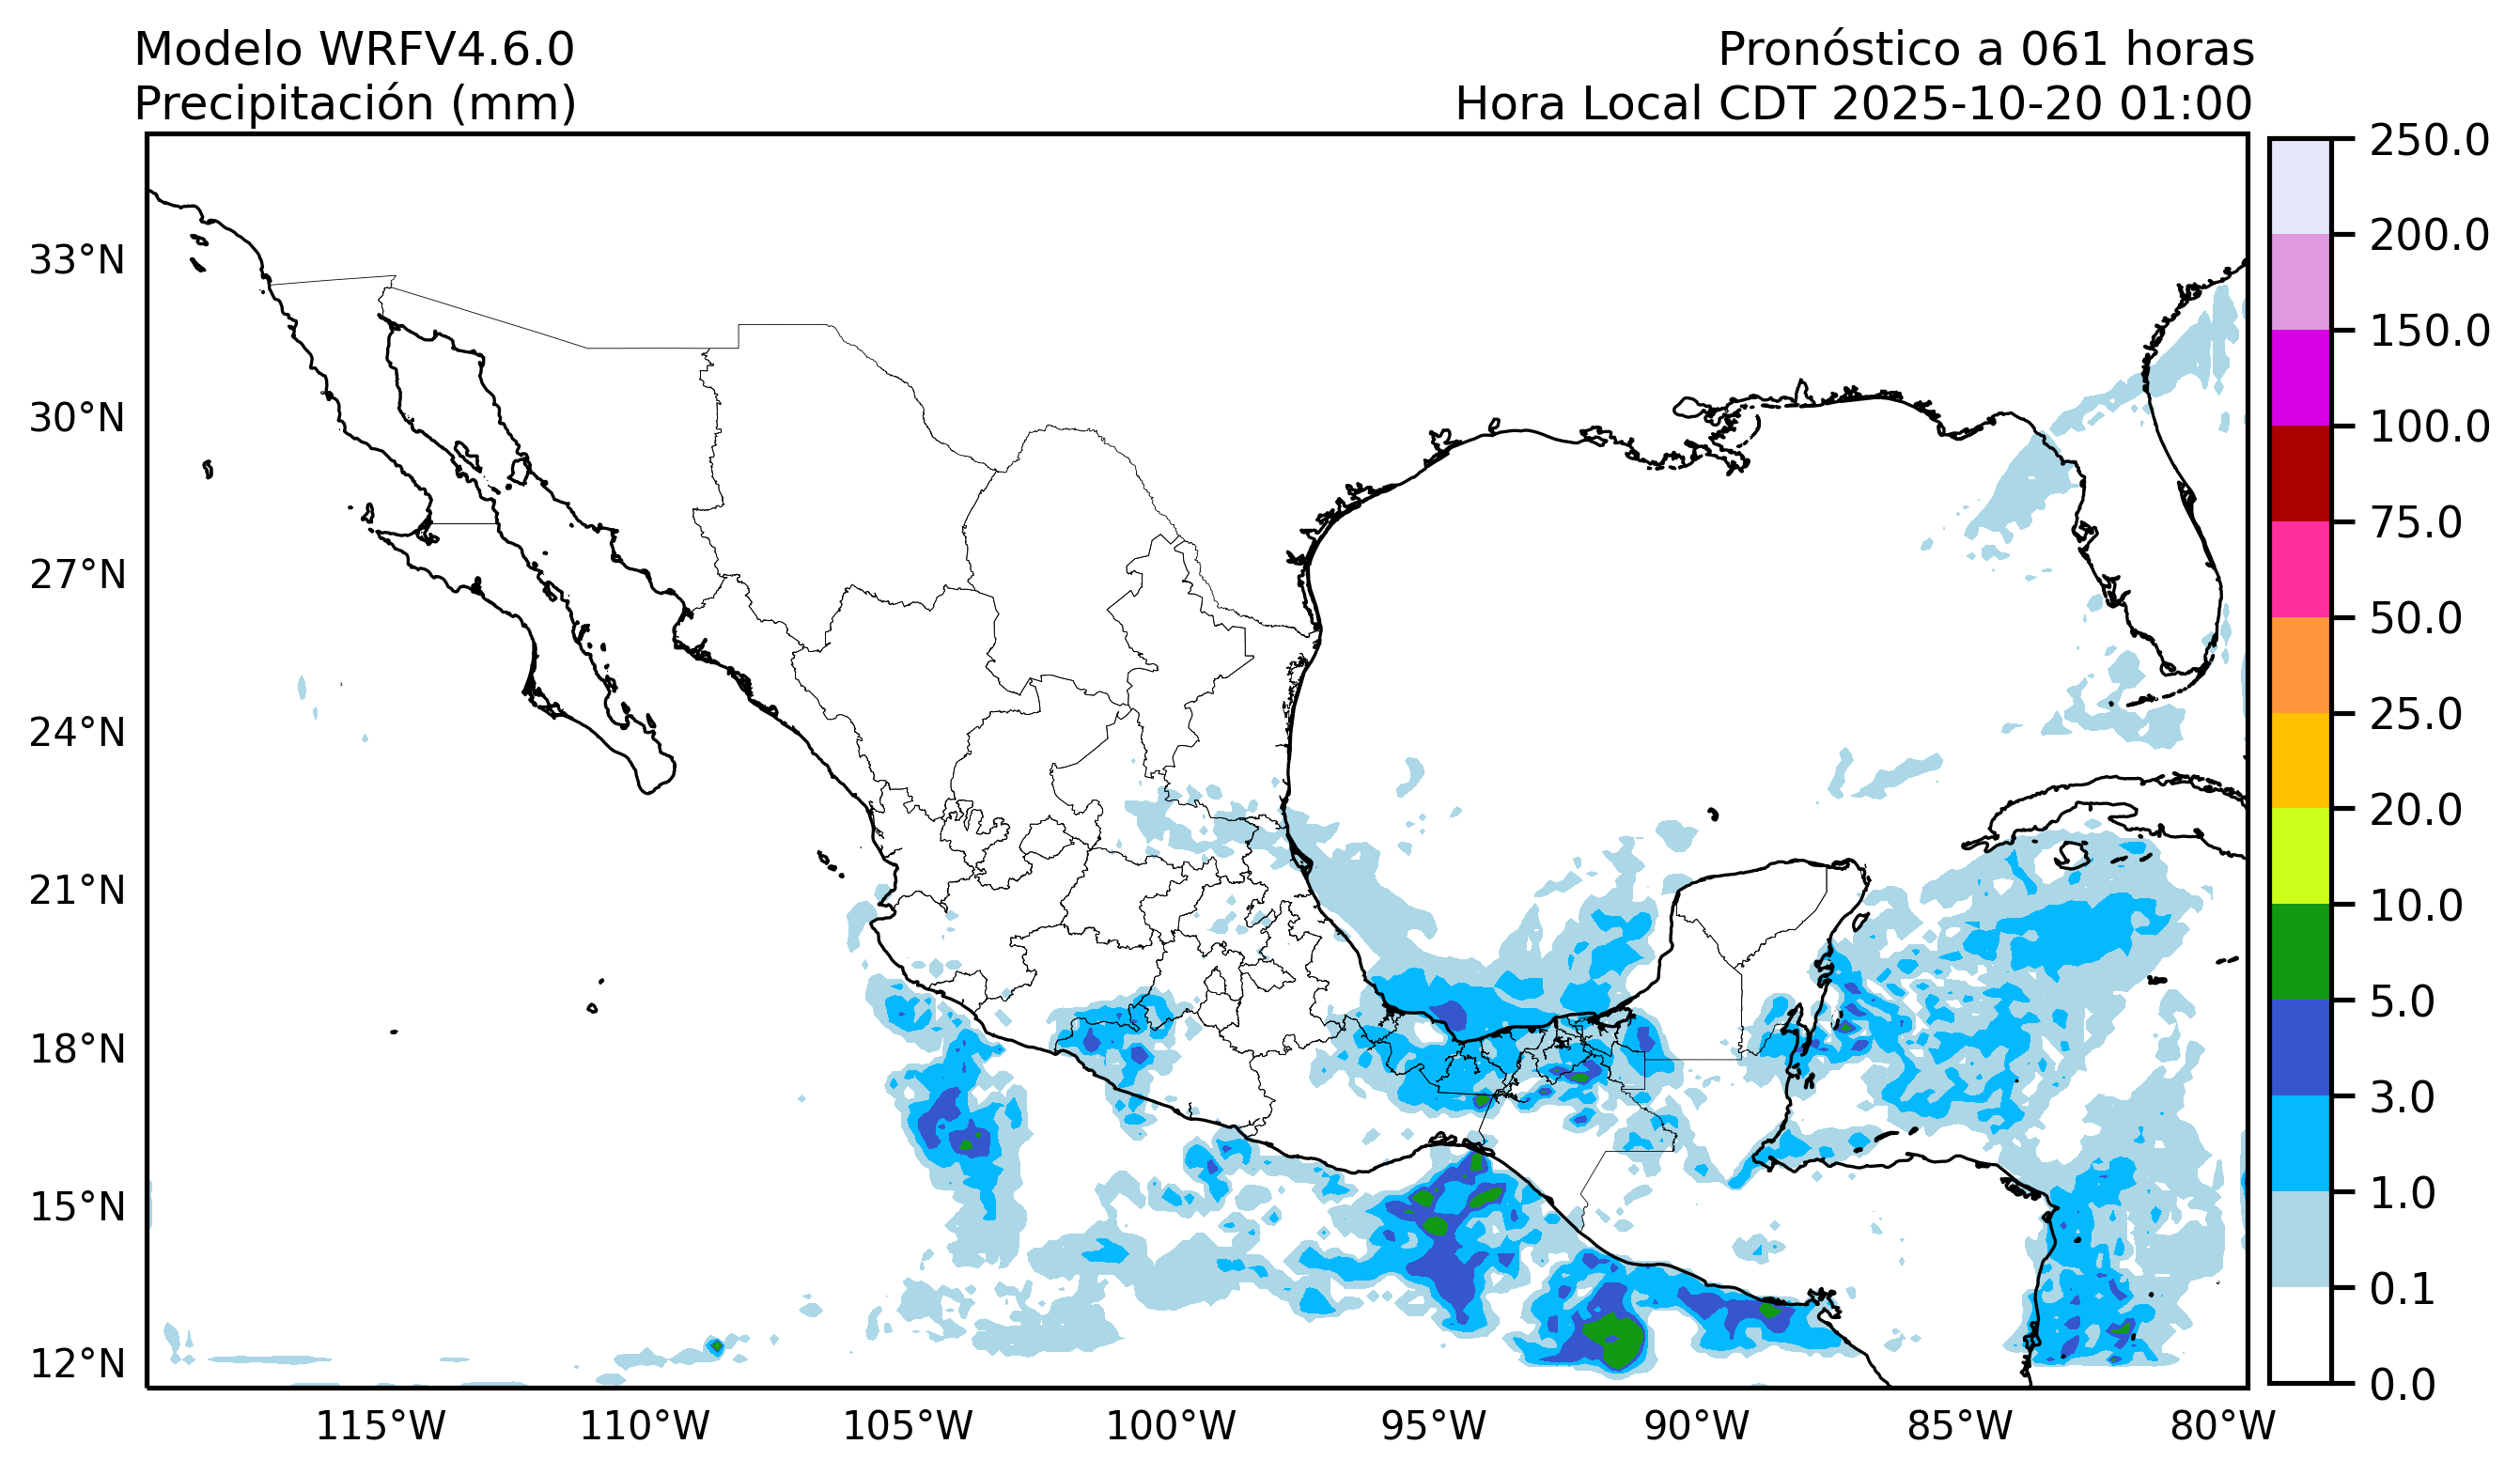 Modelo WRFV4.6.0
Precipitación (mm)
Pronóstico a 061 horas
Hora Local CDT 2025-10-20 01:00
33°N
30°N
27°N
24°N
21°N
18°N
15°N
12°N
115°W
110°W
105°W
100°W
95°W
90°W
85°W
80°W
250.0
200.0
150.0
100.0
75.0
50.0
25.0
20.0
10.0
5.0
3.0
1.0
0.1
0.0